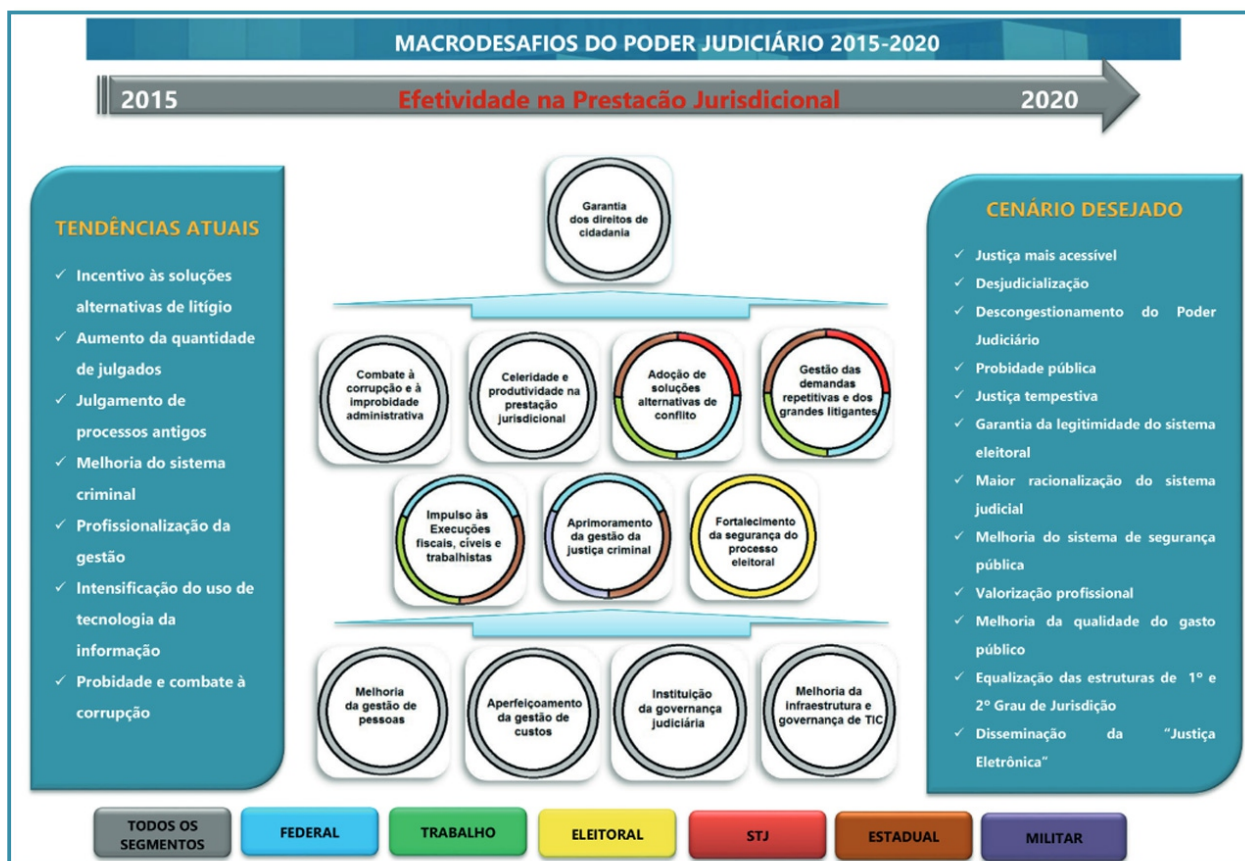 MACRODESAFIOS DO PODER JUDICIÁRIO 2015-2020
2015
Efetividade na Prestacão Jurisdicional
2020
TENDÊNCIAS ATUAIS
✓ Incentivo às soluções
alternativas de litígio
✓ Aumento da quantidade
de julgados
✓ Julgamento de
processos antigos
✓ Melhoria do sistema
criminal
✓ Profissionalização da
gestão
✓ Intensificação do uso de
tecnologia da
informação
✓ Probidade e combate à
corrupção
Garantia
dos direitos de
cidadania
Combate à
corrupção e à
improbidade
administrativa
Celeridade e
produtividade na
prestação
jurisdicional
Adoção de
soluções
alternativas de
conflito
Gestão das
demandas
repetitivas e dos
grandes litigantes
Impulso às
Execuções
fiscais, cíveis e
trabalhistas
Aprimoramento
da gestão da
justiça criminal
Fortalecimento
da segurança do
processo
eleitoral
Melhoria
da gestão de
pessoas
Aperfeiçoamento
da gestão de
custos
Instituição
da governança
judiciária
Melhoria da
infraestrutura e
governança de TIC
CENÁRIO DESEJADO
✓ Justiça mais acessível
✓ Desjudicialização
✓ Descongestionamento do Poder
Judiciário
✓ Probidade pública
✓ Justiça tempestiva
✓ Garantia da legitimidade do sistema
eleitoral
✓ Maior racionalização do sistema
judicial
✓ Melhoria do sistema de segurança
pública
✓ Valorização profissional
✓ Melhoria da qualidade do gasto
público
✓ Equalização das estruturas de 1º e
2º Grau de Jurisdição
✓ Disseminação da "Justiça
Eletrônica"
TODOS OS
SEGMENTOS
FEDERAL
TRABALHO
ELEITORAL
STJ
ESTADUAL
MILITAR